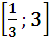 [1/3 ; 3]